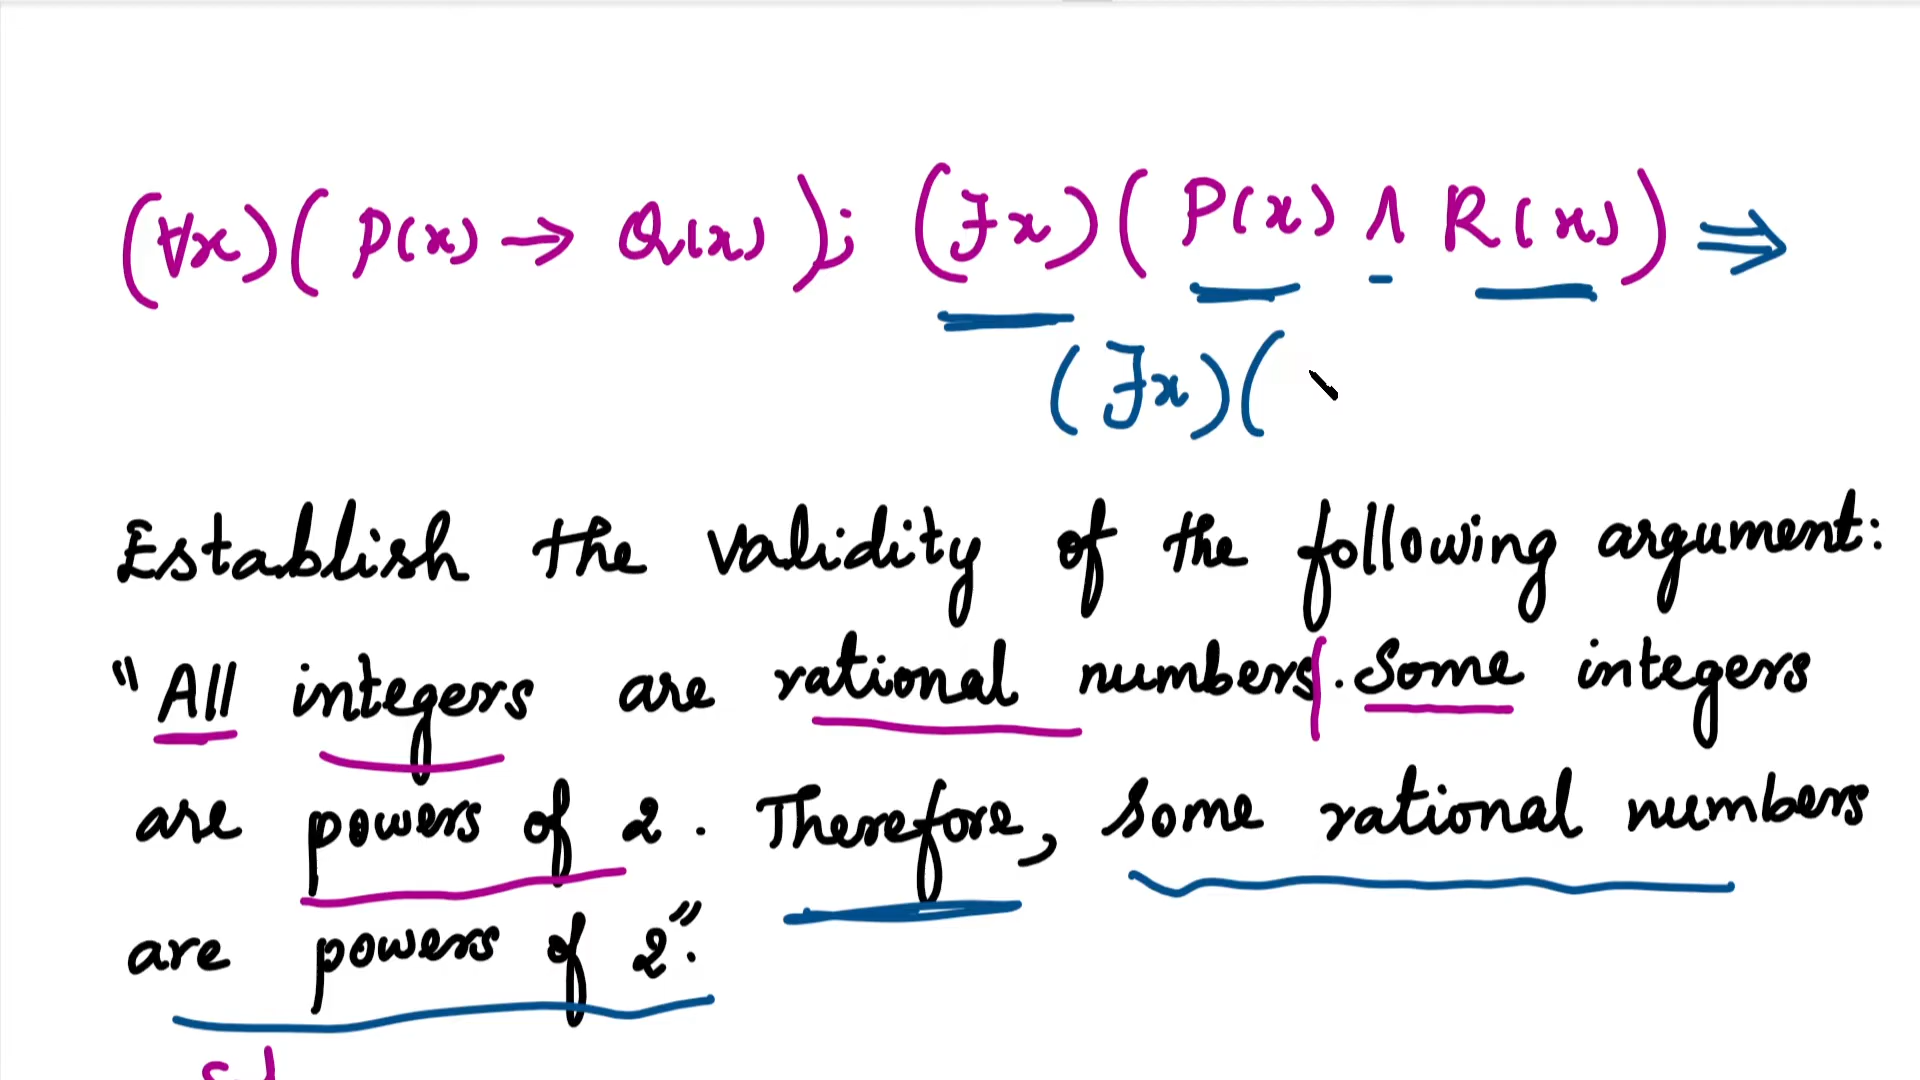 (∀x)(P(x) → Q(x)); (∃x)(P(x) ∧ R(x)) ⇒
(∃x)(
Establish the validity of the following argument:
"All integers are rational numbers. Some integers
are powers of 2. Therefore, some rational numbers
are powers of 2".